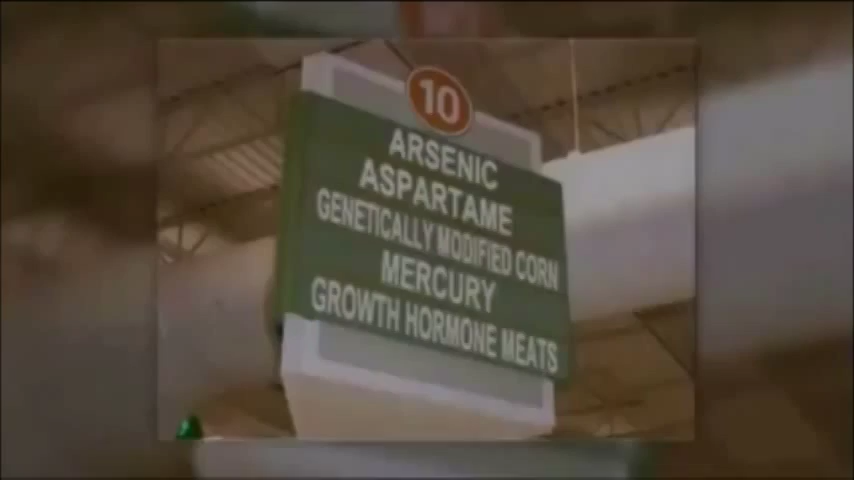 10
ARSENIC
ASPARTAME
GENETICALLY MODIFIED CORN
MERCURY
GROWTH HORMONE MEATS